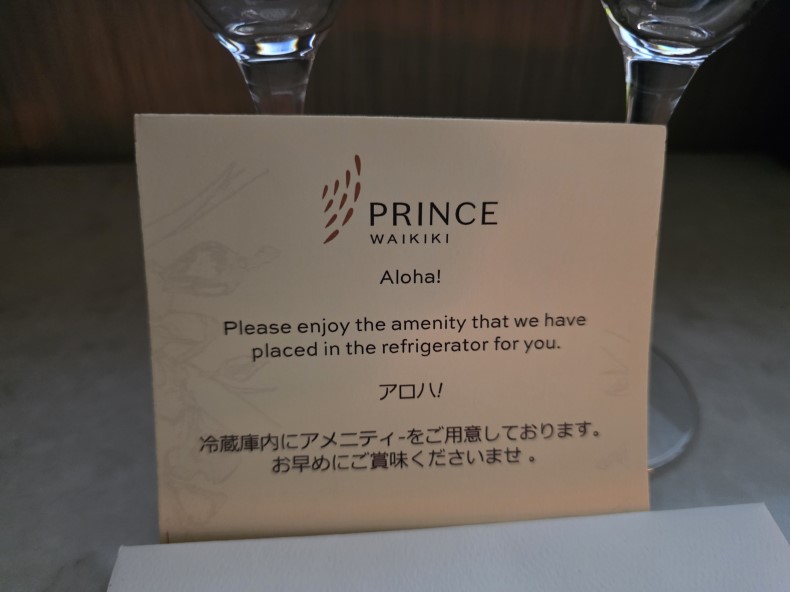 PRINCE
WAIKIKI
Aloha!
Please enjoy the amenity that we have
placed in the refrigerator for you.
アロハ!
冷蔵庫内にアメニティ-をご用意しております。
お早めにご賞味くださいませ 。